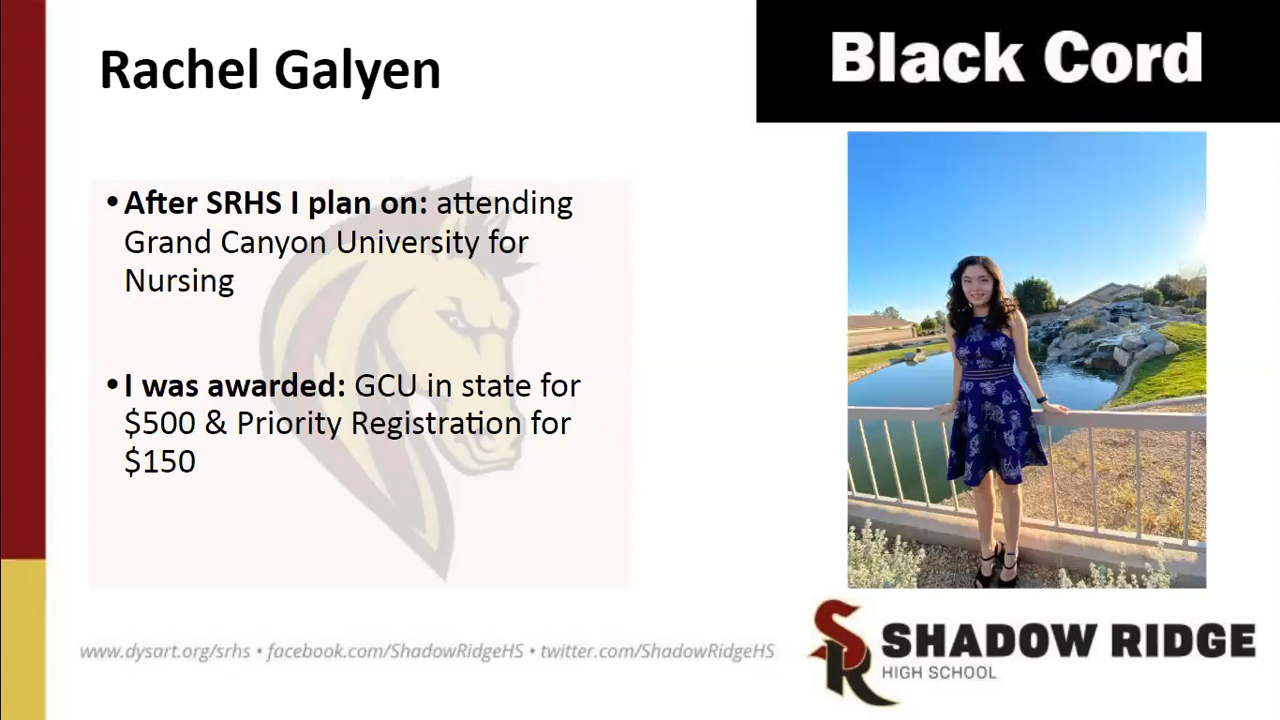 Rachel Galyen
Black Cord
•After SRHS I plan on: attending
Grand Canyon University for
Nursing
•I was awarded: GCU in state for
$500 & Priority Registration for
$150
www.dysart.org/srhs • facebook.com/ShadowRidgeHS • twitter.com/ShadowRidgeHS
SR
SHADOW RIDGE
HIGH SCHOOL